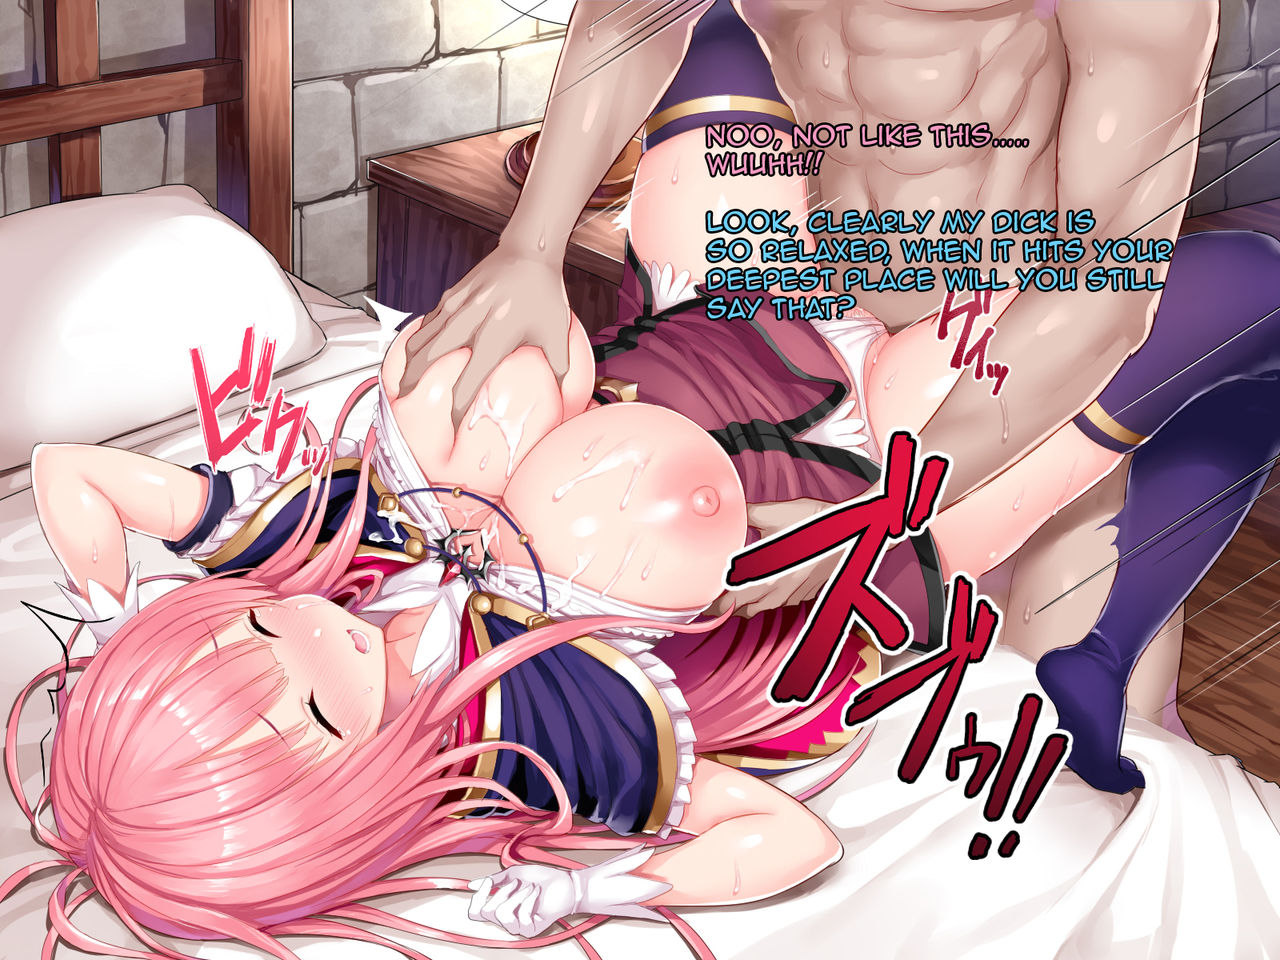 NOO, NOT LIKE THIS.....
WUUHH!!
LOOK, CLEARLY MY DICK IS
SO RELAXED, WHEN IT HITS YOUR
DEEPEST PLACE WILL YOU STILL
SAY THAT?
グイッ
ビクッ
ズブゥ!!